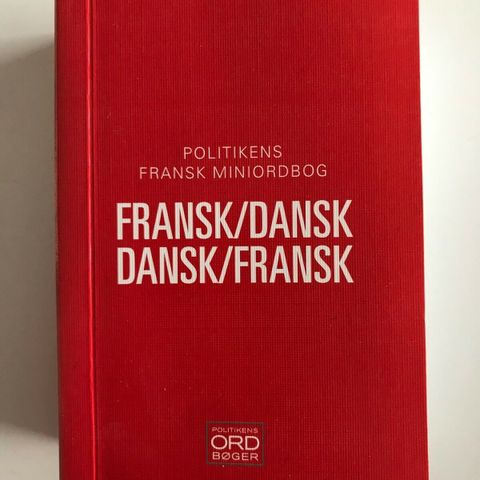 POLITIKENS
FRANSK MINIORDBOG
FRANSK/DANSK
DANSK/FRANSK
POLITIKENS
ORD
BØGER